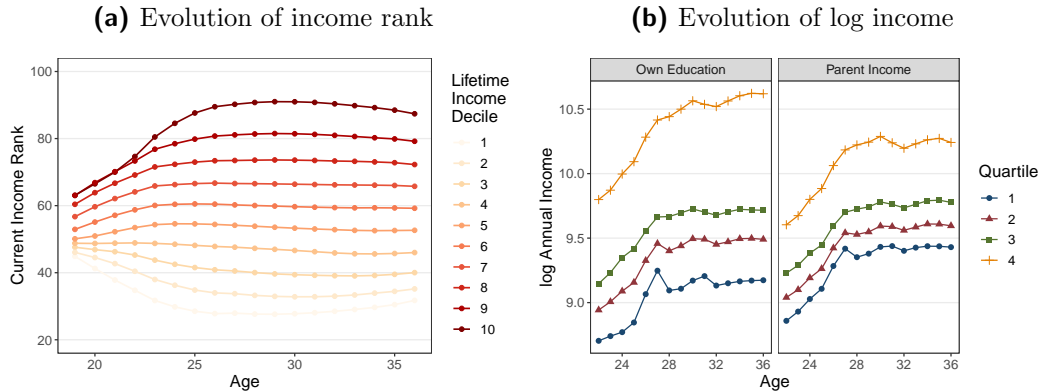 (a) Evolution of income rank
100
80
60
40
20
Current Income Rank
20
25
30
35
Age
Lifetime
Income
Decile
1
2
3
4
5
6
7
8
9
10
(b) Evolution of log income
Own Education
Parent Income
10.5
10.0
9.5
9.0
log Annual Income
24
28
32
36
24
28
32
36
Age
Quartile
1
2
3
4